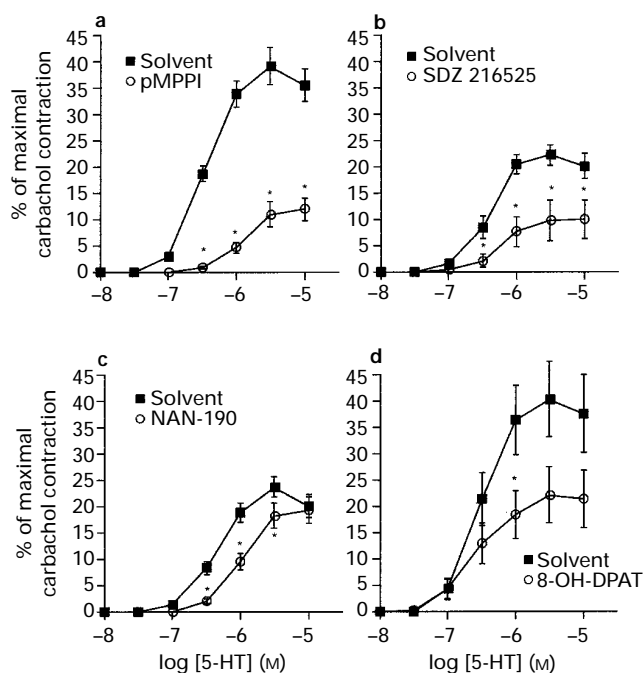 a
% of maximal
carbachol contraction
45
40
35
30
25
20
15
10
5
0
Solvent
pMPPI
* * * *
−8 −7 −6 −5
b
45
40
35
30
25
20
15
10
5
0
Solvent
SDZ 216525
* * * *
−8 −7 −6 −5
c
% of maximal
carbachol contraction
45
40
35
30
25
20
15
10
5
0
Solvent
NAN-190
* * *
−8 −7 −6 −5
log [5-HT] (M)
d
45
40
35
30
25
20
15
10
5
0
*
Solvent
8-OH-DPAT
−8 −7 −6 −5
log [5-HT] (M)